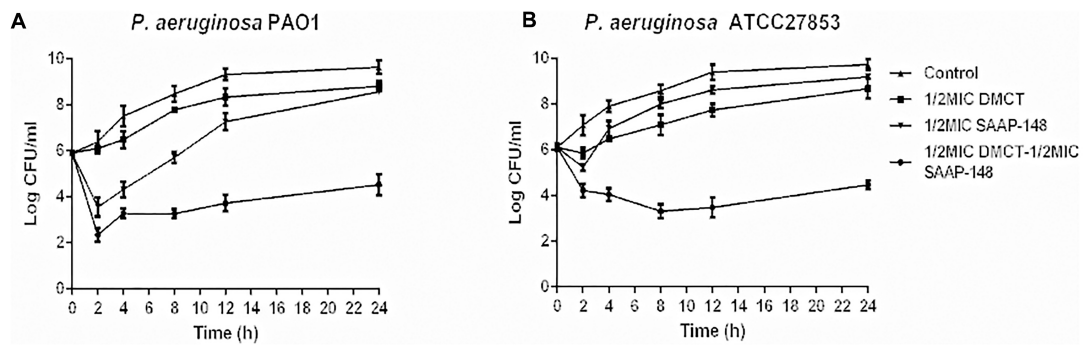 A
P. aeruginosa PAO1
Log CFU/ml
10
8
6
4
2
0
0 2 4 6 8 10 12 14 16 18 20 22 24
Time (h)
B
P. aeruginosa ATCC27853
Log CFU/ml
10
8
6
4
2
0
0 2 4 6 8 10 12 14 16 18 20 22 24
Time (h)
Control
1/2MIC DMCT
1/2MIC SAAP-148
1/2MIC DMCT-1/2MIC
SAAP-148